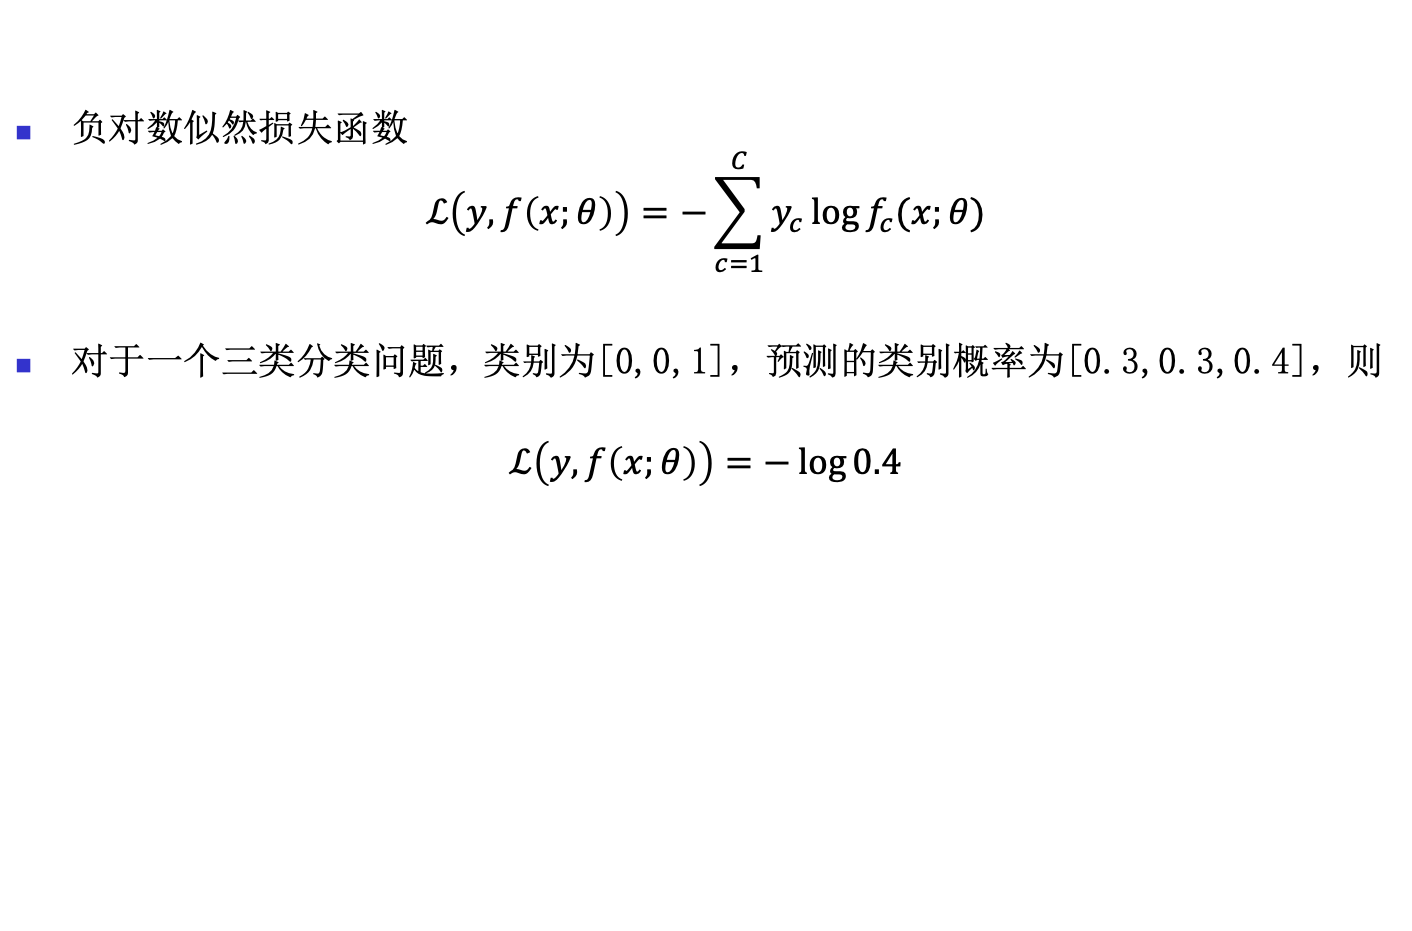 负对数似然损失函数
ℒ(y, f(x; θ)) = −∑_{c=1}^{C} y_c log f_c(x; θ)
对于一个三类分类问题，类别为[0,0,1]，预测的类别概率为[0.3,0.3,0.4]，则
ℒ(y, f(x; θ)) = − log 0.4